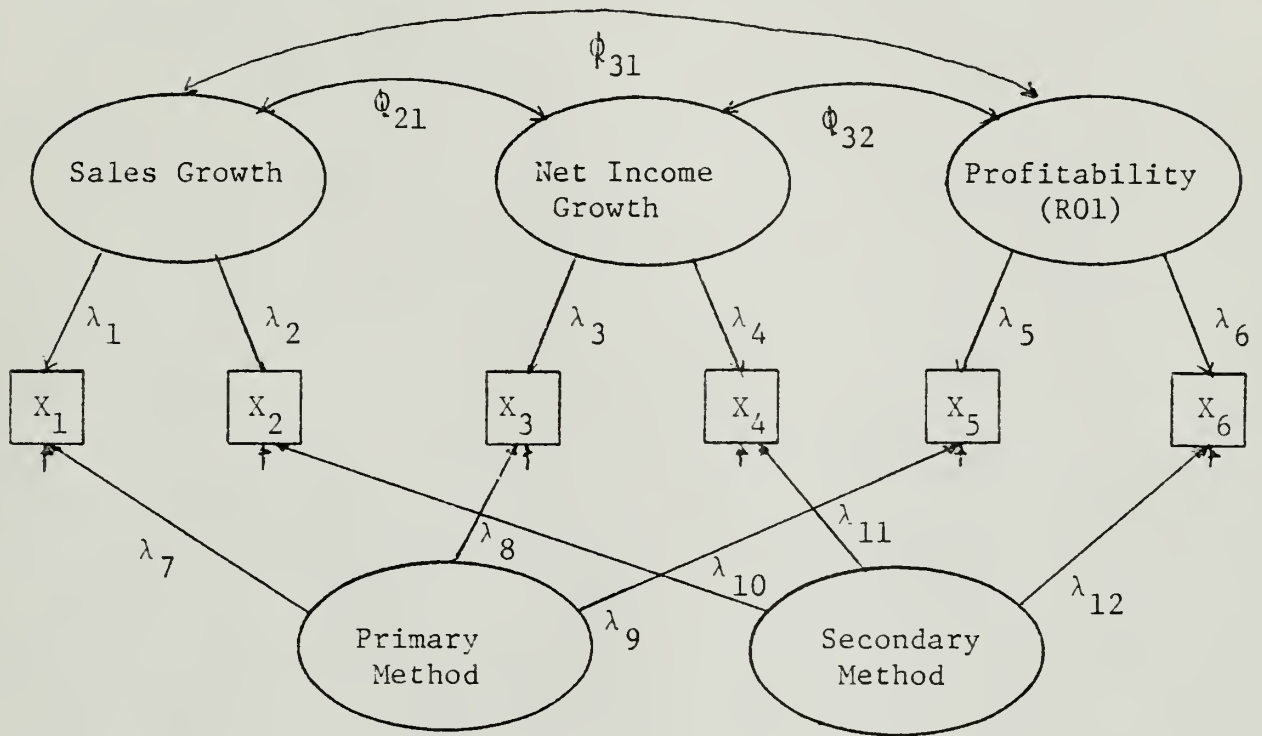 ϕ31
ϕ21
ϕ32
Sales Growth
Net Income
Growth
Profitability
(R01)
λ1
λ2
λ3
λ4
λ5
λ6
X1
X2
X3
X4
X5
X6
λ7
λ8
λ9
λ10
λ11
λ12
Primary
Method
Secondary
Method